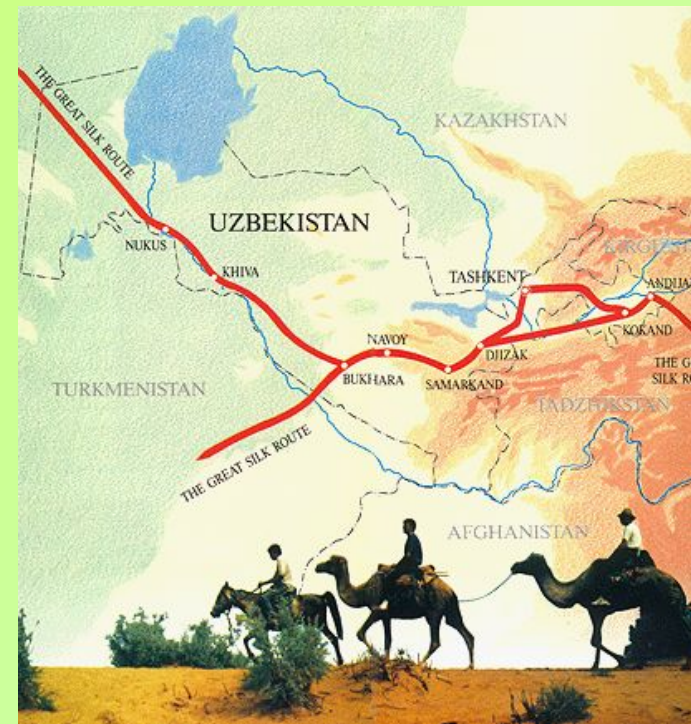 THE GREAT SILK ROUTE
KAZAKHSTAN
UZBEKISTAN
NUKUS
KHIVA
TASHKENT
NAVOY
DJIZAK
KOKAND
BUKHARA
SAMARKAND
TURKMENISTAN
TADZHIKSTAN
THE GREAT SILK ROUTE
AFGHANISTAN